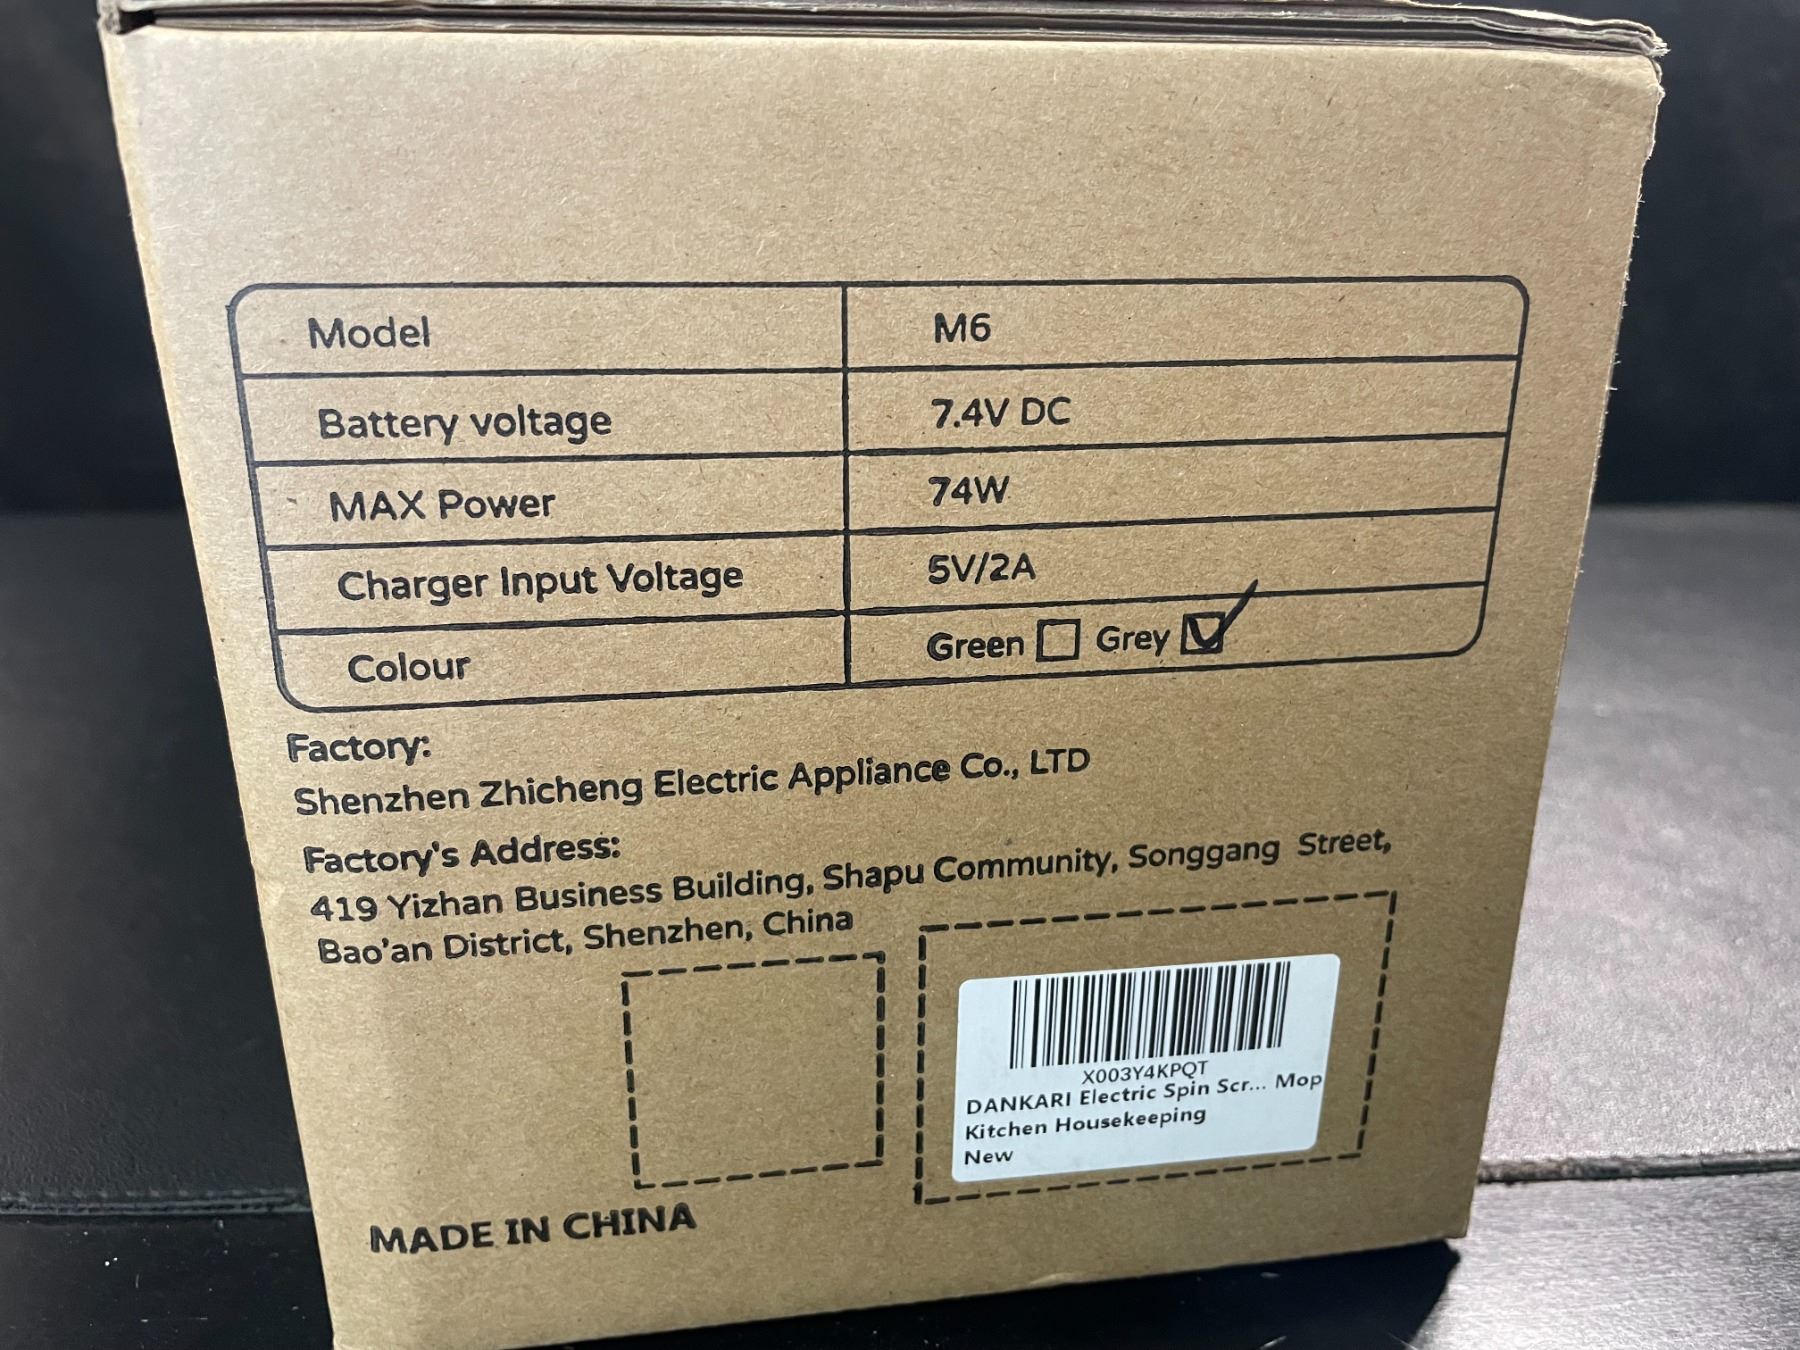 Model M6
Battery voltage 7.4V DC
MAX Power 74W
Charger Input Voltage 5V/2A
Colour Green Grey
Factory:
Shenzhen Zhicheng Electric Appliance Co., LTD
Factory's Address:
419 Yizhan Business Building, Shapu Community, Songgang Street,
Bao'an District, Shenzhen, China
X003Y4KPQT
DANKARI Electric Spin Scr... Mop
Kitchen Housekeeping
New
MADE IN CHINA